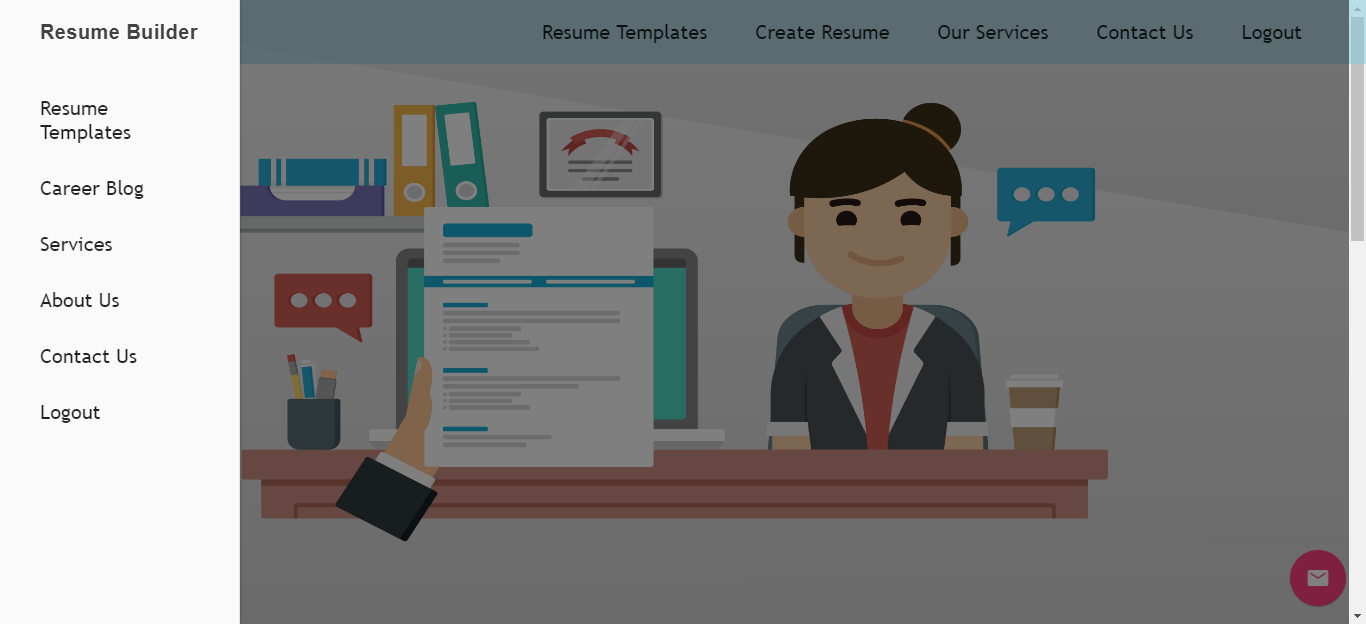 Resume Builder
Resume Templates
Create Resume
Our Services
Contact Us
Logout
Resume
Templates
Career Blog
Services
About Us
Contact Us
Logout